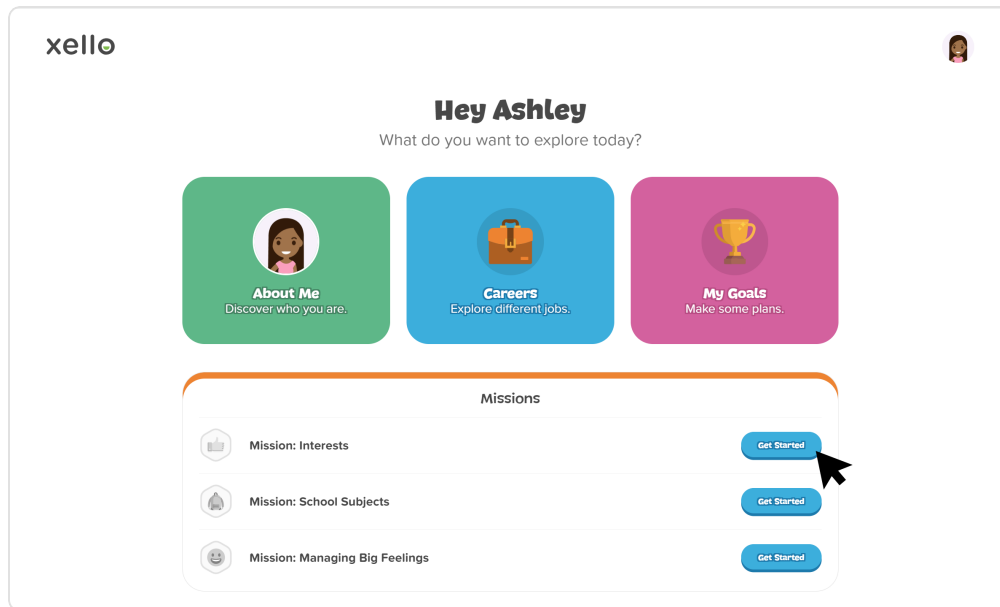 xello
Hey Ashley
What do you want to explore today?
About Me
Discover who you are.
Careers
Explore different jobs.
My Goals
Make some plans.
Missions
Mission: Interests
Get Started
Mission: School Subjects
Get Started
Mission: Managing Big Feelings
Get Started